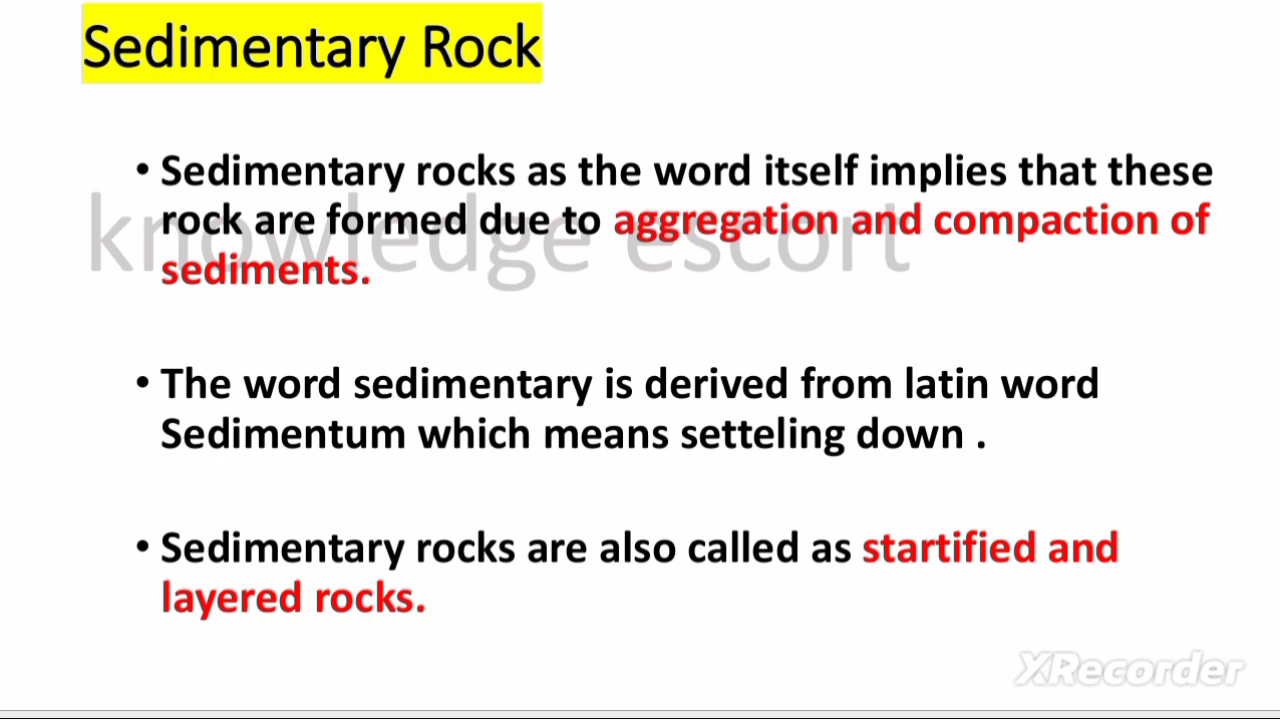 Sedimentary Rock
• Sedimentary rocks as the word itself implies that these
rock are formed due to aggregation and compaction of
sediments.
knowledge escort
• The word sedimentary is derived from latin word
Sedimentum which means setteling down .
• Sedimentary rocks are also called as startified and
layered rocks.
XRecorder